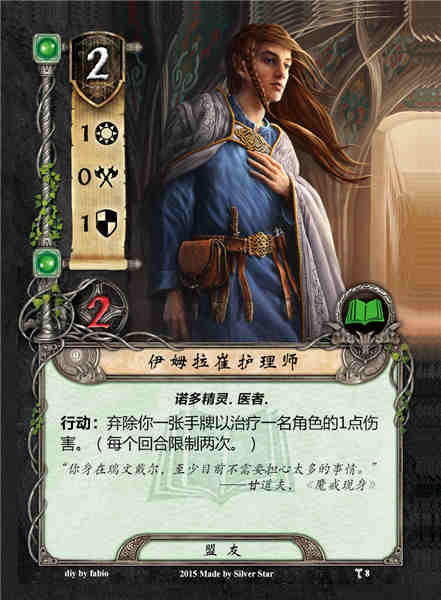 2
1
0
1
2
伊姆拉崔护理师
诺多精灵. 医者.
行动：弃除你一张手牌以治疗一名角色的1点伤
害。（每个回合限制两次。）
“你身在瑞文戴尔，至少目前不需要担心太多的事情。”
——甘道夫，《魔戒现身》
盟友
diy by fabio 2015 Made by Silver Star 8